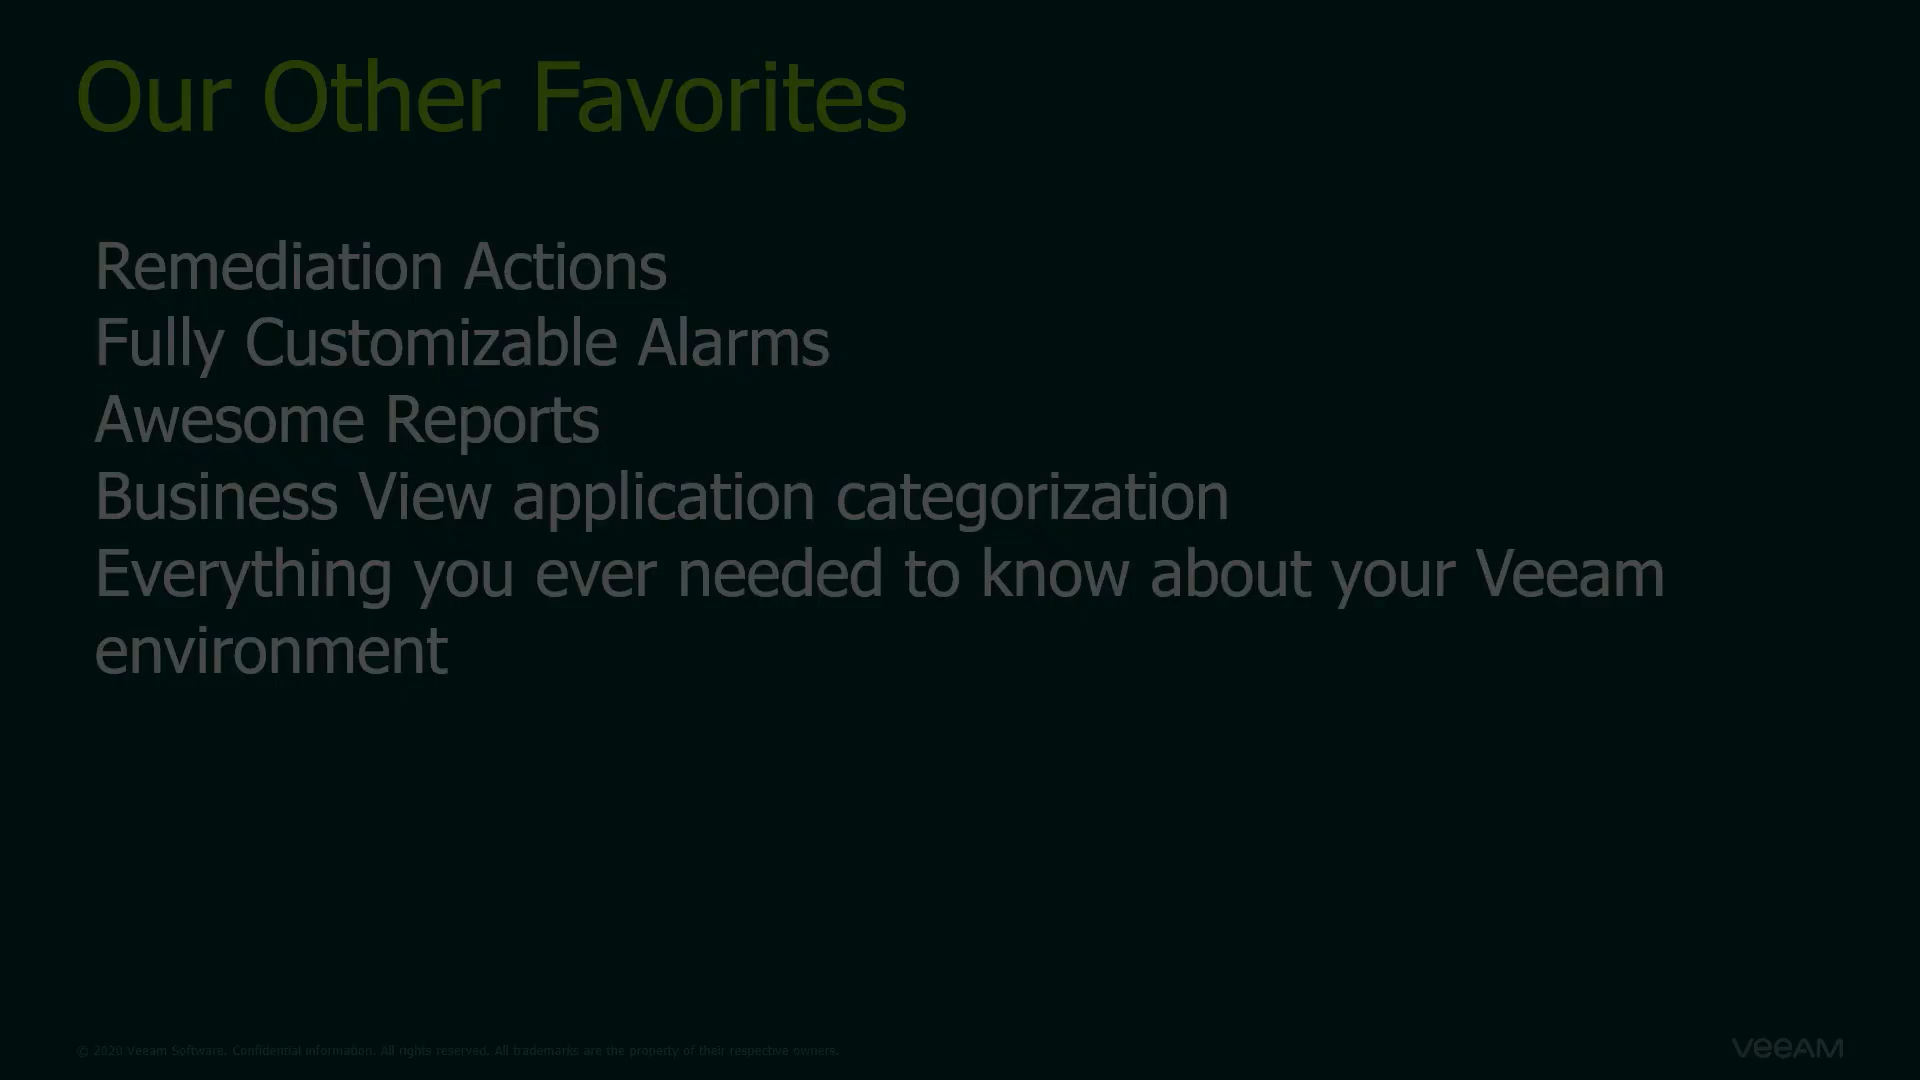 Our Other Favorites
Remediation Actions
Fully Customizable Alarms
Awesome Reports
Business View application categorization
Everything you ever needed to know about your Veeam
environment
© 2020 Veeam Software. Confidential information. All rights reserved. All trademarks are the property of their respective owners.
VEEAM